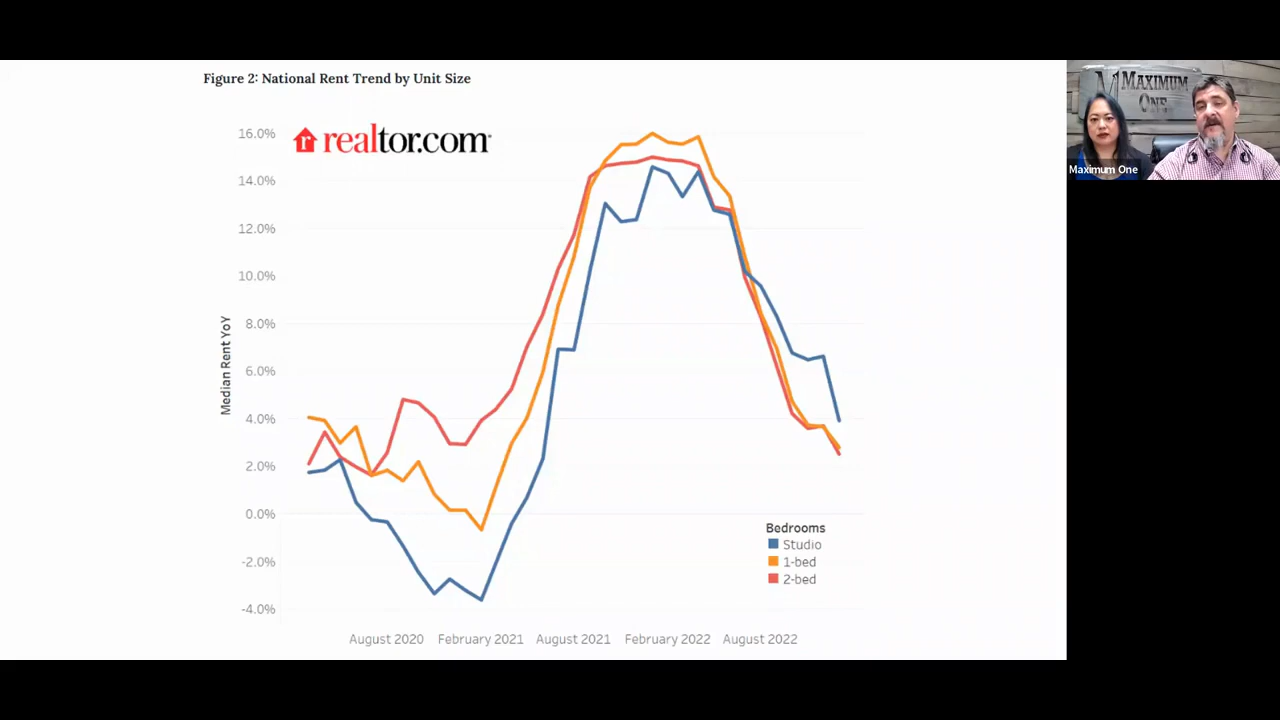 Figure 2: National Rent Trend by Unit Size
realtor.com
16.0%
14.0%
12.0%
10.0%
8.0%
6.0%
4.0%
2.0%
0.0%
-2.0%
-4.0%
Median Rent YoY
August 2020
February 2021
August 2021
February 2022
August 2022
Bedrooms
Studio
1-bed
2-bed
MAXIMUM
ONE
Maximum One